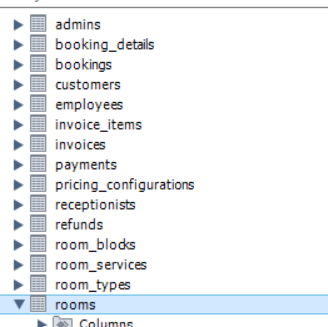 admins
booking_details
bookings
customers
employees
invoice_items
invoices
payments
pricing_configurations
receptionists
refunds
room_blocks
room_services
room_types
rooms
Columns